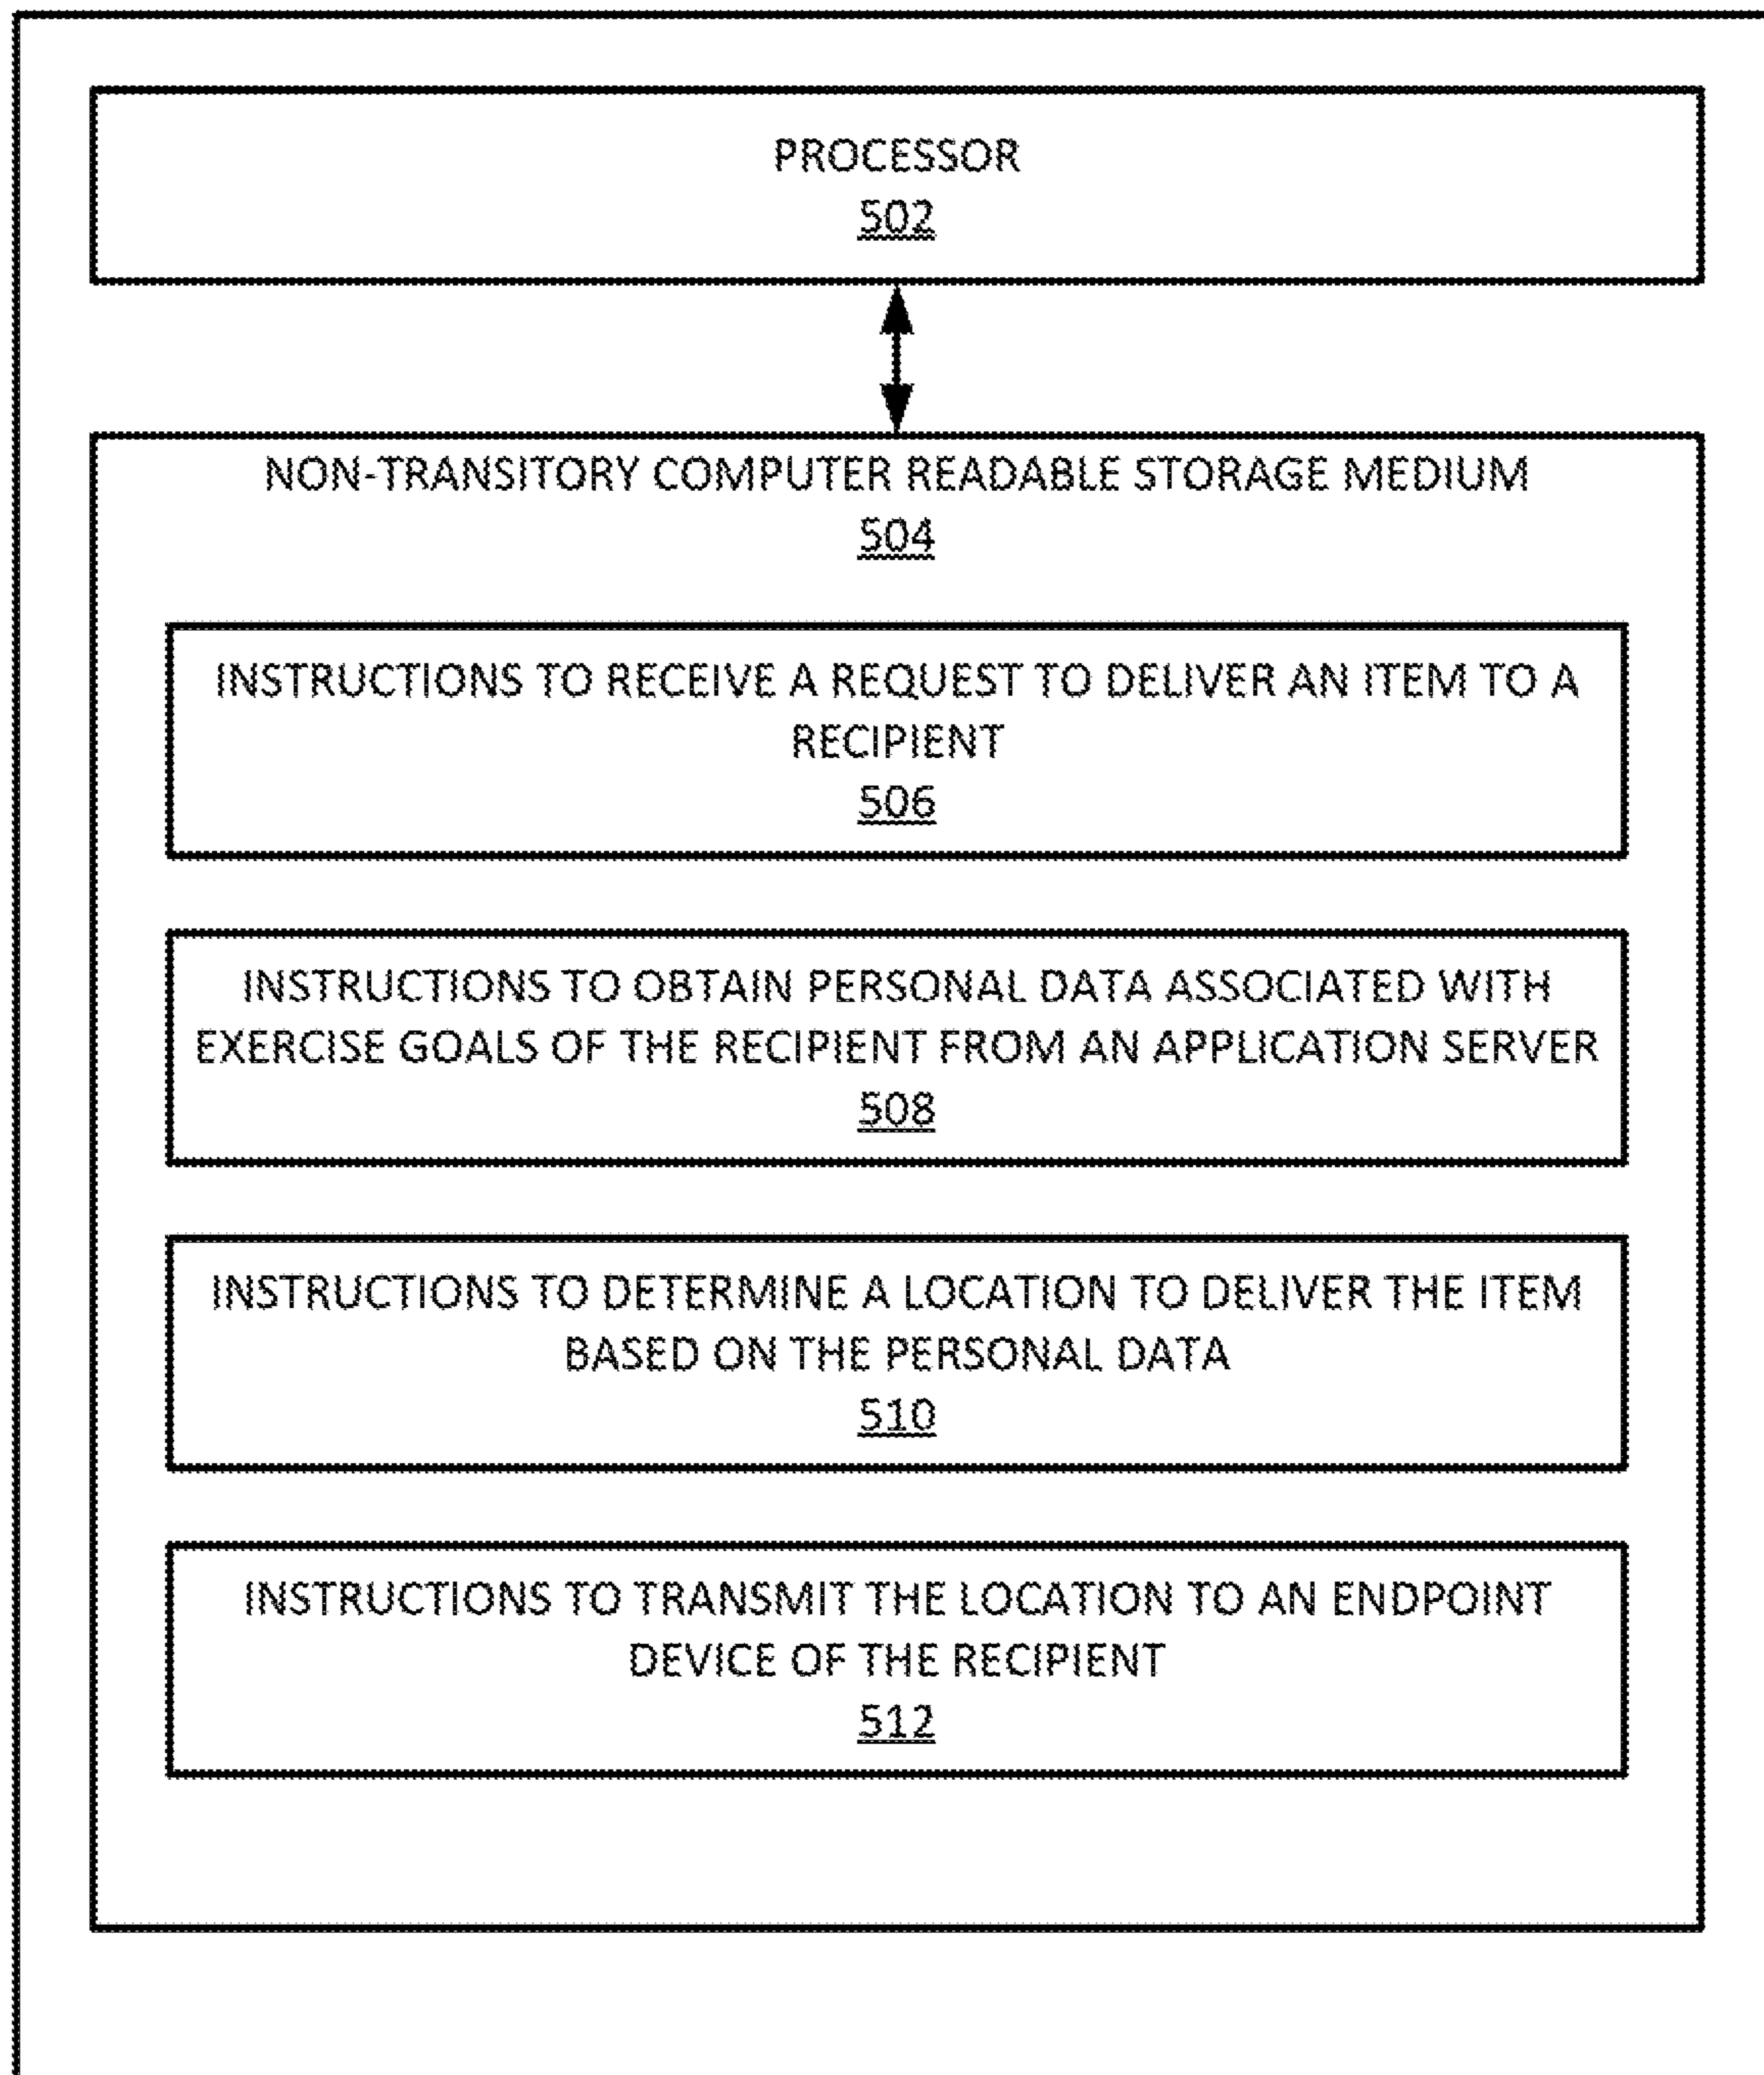 PROCESSOR
502
NON-TRANSITORY COMPUTER READABLE STORAGE MEDIUM
504
INSTRUCTIONS TO RECEIVE A REQUEST TO DELIVER AN ITEM TO A
RECIPIENT
506
INSTRUCTIONS TO OBTAIN PERSONAL DATA ASSOCIATED WITH
EXERCISE GOALS OF THE RECIPIENT FROM AN APPLICATION SERVER
508
INSTRUCTIONS TO DETERMINE A LOCATION TO DELIVER THE ITEM
BASED ON THE PERSONAL DATA
510
INSTRUCTIONS TO TRANSMIT THE LOCATION TO AN ENDPOINT
DEVICE OF THE RECIPIENT
512